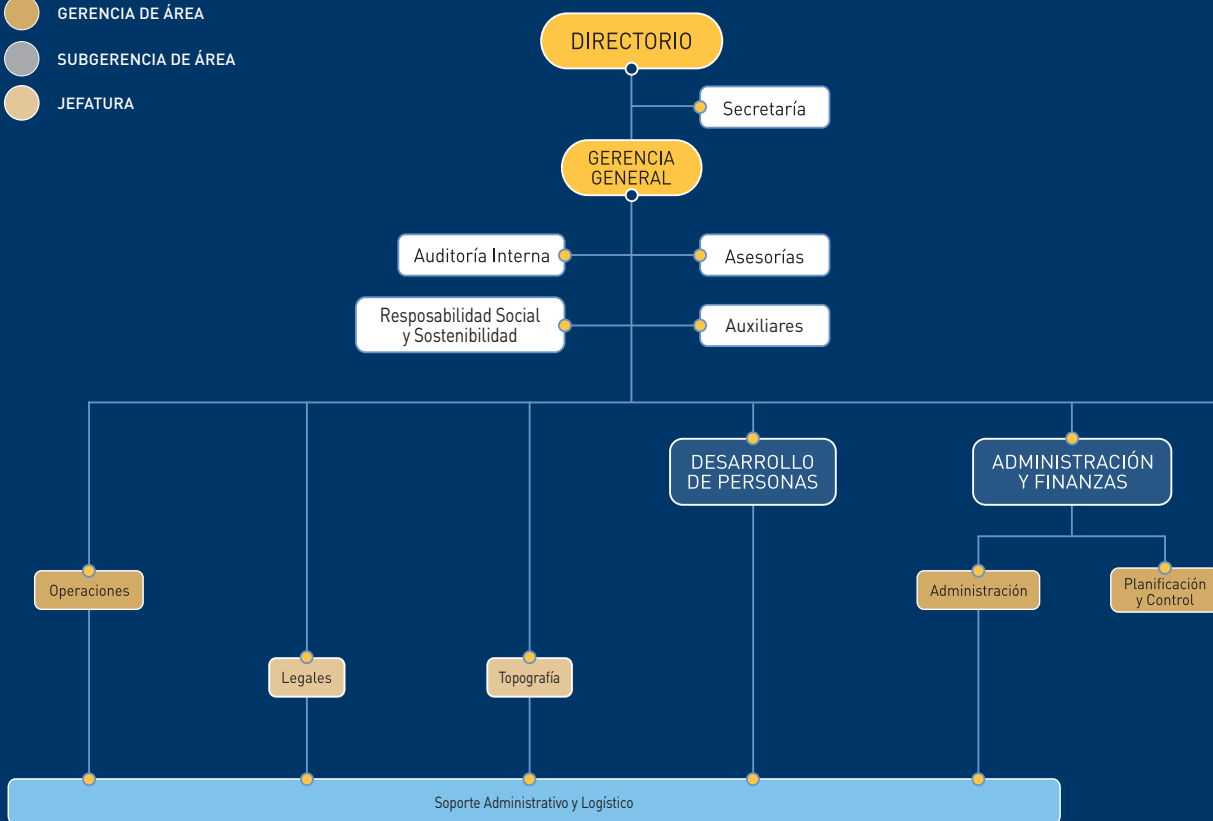 GERENCIA DE ÁREA
SUBGERENCIA DE ÁREA
JEFATURA
DIRECTORIO
Secretaría
GERENCIA
GENERAL
Auditoría Interna
Asesorías
Resposabilidad Social
y Sostenibilidad
Auxiliares
DESARROLLO
DE PERSONAS
ADMINISTRACIÓN
Y FINANZAS
Operaciones
Administración
Planificación
y Control
Legales
Topografía
Soporte Administrativo y Logístico